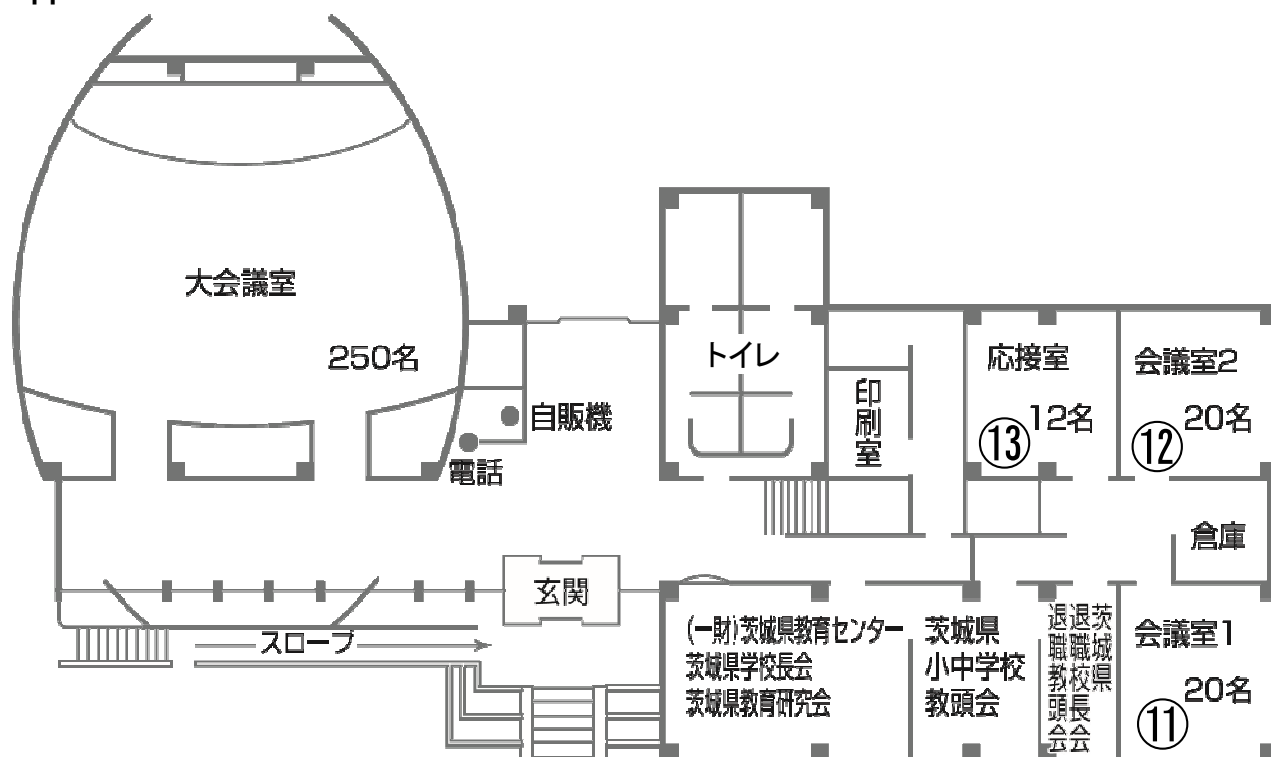 大会議室
250名
自販機
電話
トイレ
印刷室
応接室
12名
⑬
会議室2
20名
⑫
倉庫
玄関
スロープ
(一財)茨城県教育センター
茨城県学校長会
茨城県教育研究会
茨城県
小中学校
教頭会
茨城県
退職校長会
退職教頭会
会議室1
20名
⑪